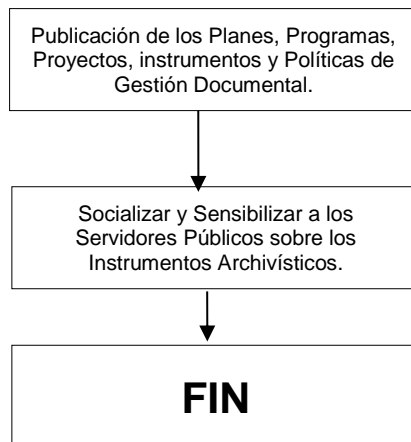 Publicación de los Planes, Programas,
Proyectos, instrumentos y Políticas de
Gestión Documental.
Socializar y Sensibilizar a los
Servidores Públicos sobre los
Instrumentos Archivísticos.
FIN